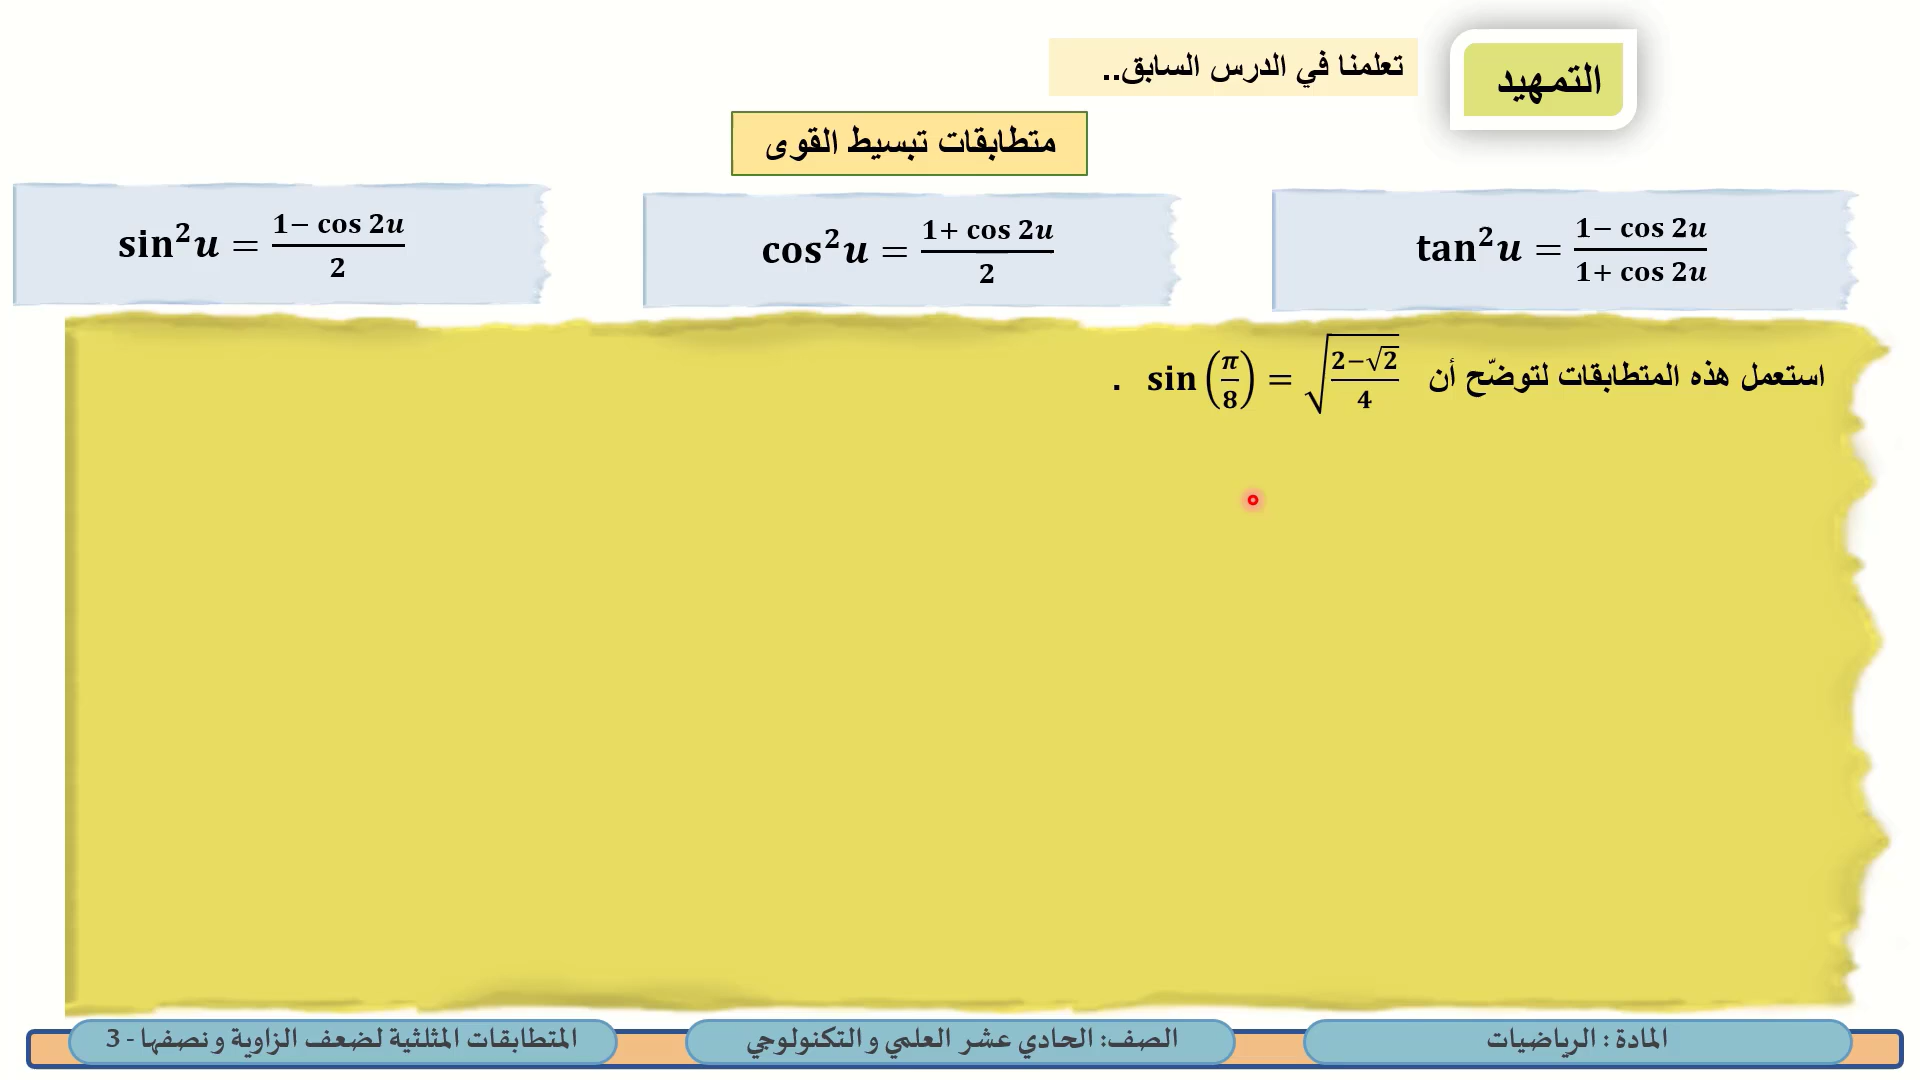 التمهيد
تعلمنا في الدرس السابق..
متطابقات تبسيط القوى
sin²u = (1− cos 2u)/2
cos²u = (1+ cos 2u)/2
tan²u = (1− cos 2u)/(1+ cos 2u)
استعمل هذه المتطابقات لتوضّح أن sin(π/8) = √((2−√2)/4) .
المادة : الرياضيات
الصف: الحادي عشر العلمي و التكنولوجي
المتطابقات المثلثية لضعف الزاوية و نصفها - 3